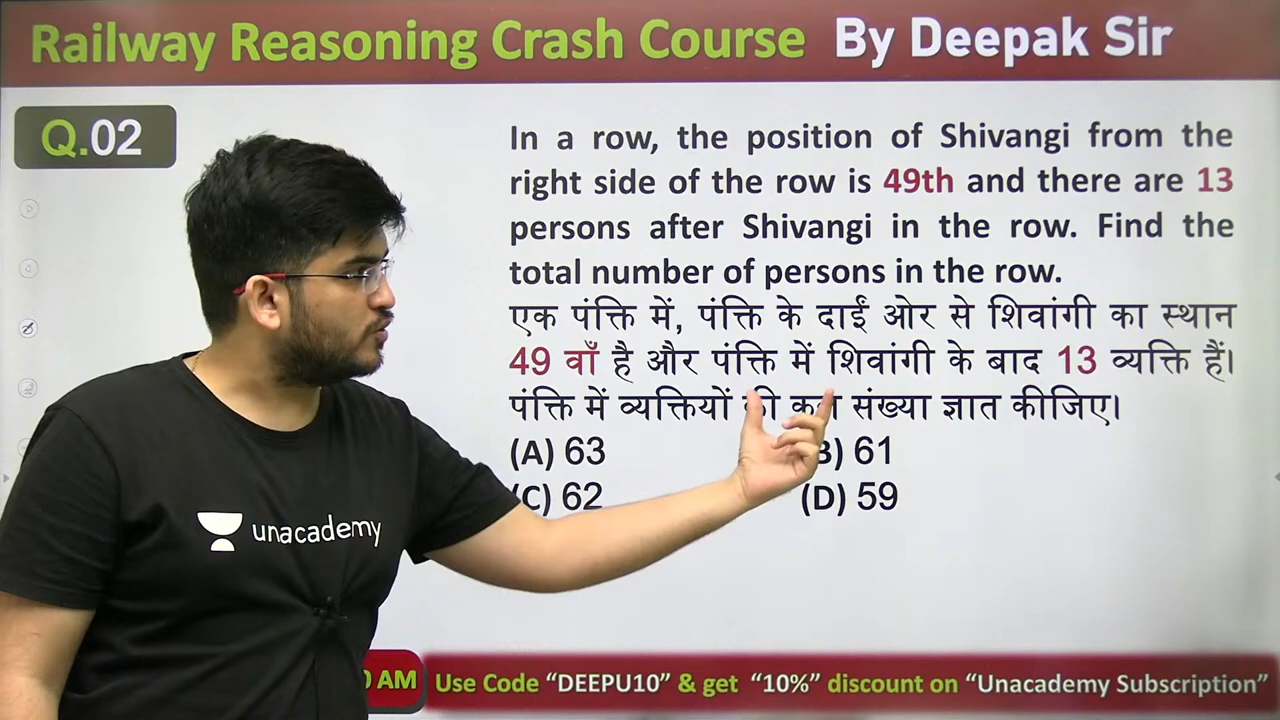 Railway Reasoning Crash Course By Deepak Sir
Q.02
In a row, the position of Shivangi from the
right side of the row is 49th and there are 13
persons after Shivangi in the row. Find the
total number of persons in the row.
एक पंक्ति में, पंक्ति के दाईं ओर से शिवांगी का स्थान
49 वाँ है और पंक्ति में शिवांगी के बाद 13 व्यक्ति हैं।
पंक्ति में व्यक्तियों संख्या ज्ञात कीजिए।
(A) 63 B) 61
(C) 62 (D) 59
unacademy
0 AM
Use Code “DEEPU10” & get “10%” discount on “Unacademy Subscription”